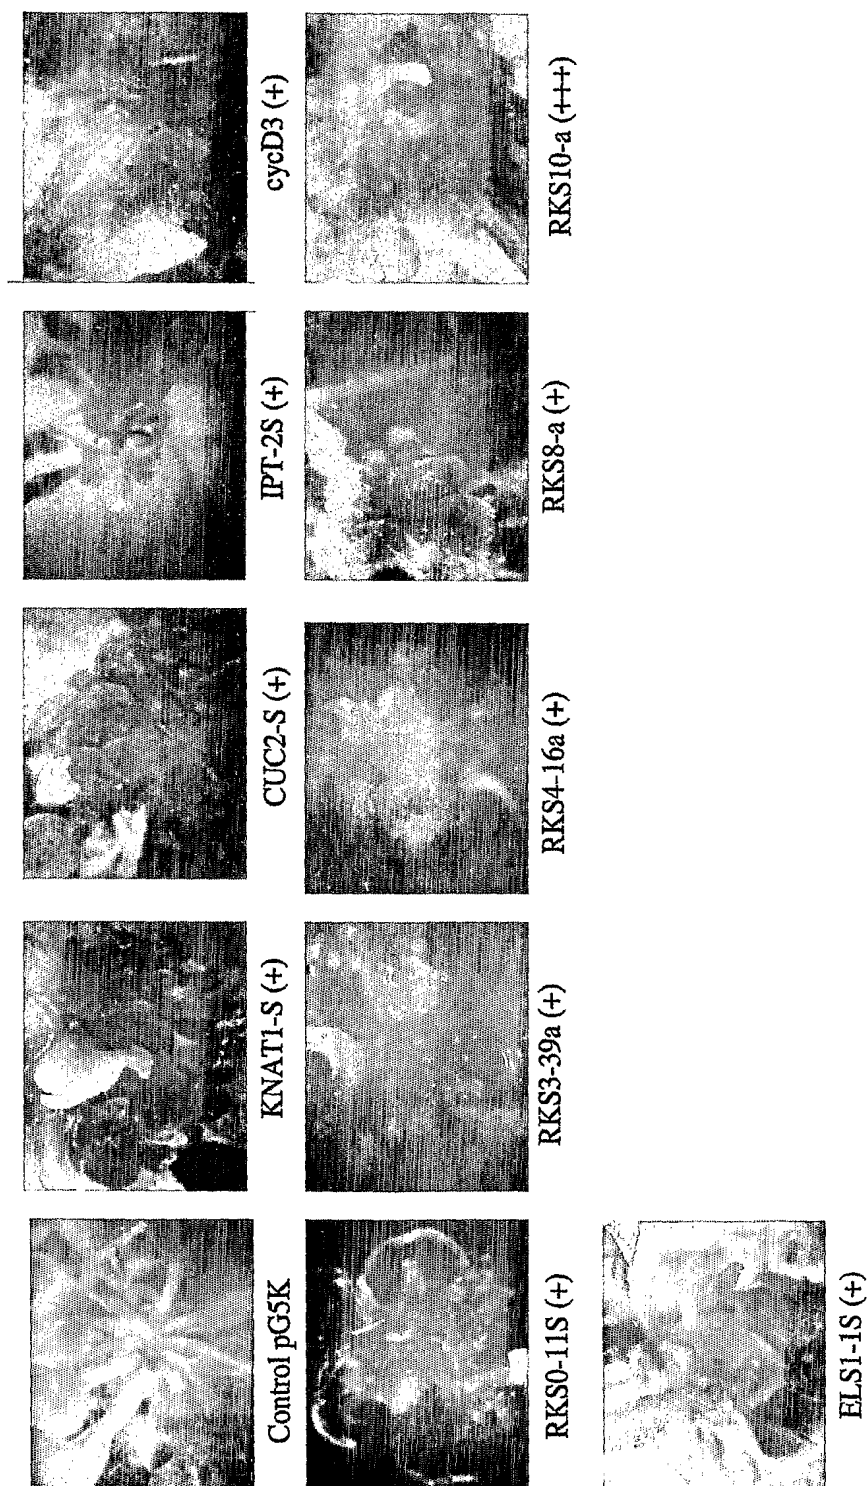 Control pG5K
KNAT1-S (+)
CUC2-S (+)
IPT-2S (+)
cycD3 (+)
RKS0-11S (+)
RKS3-39a (+)
RKS4-16a (+)
RKS8-a (+)
RKS10-a (+++)
ELS1-1S (+)